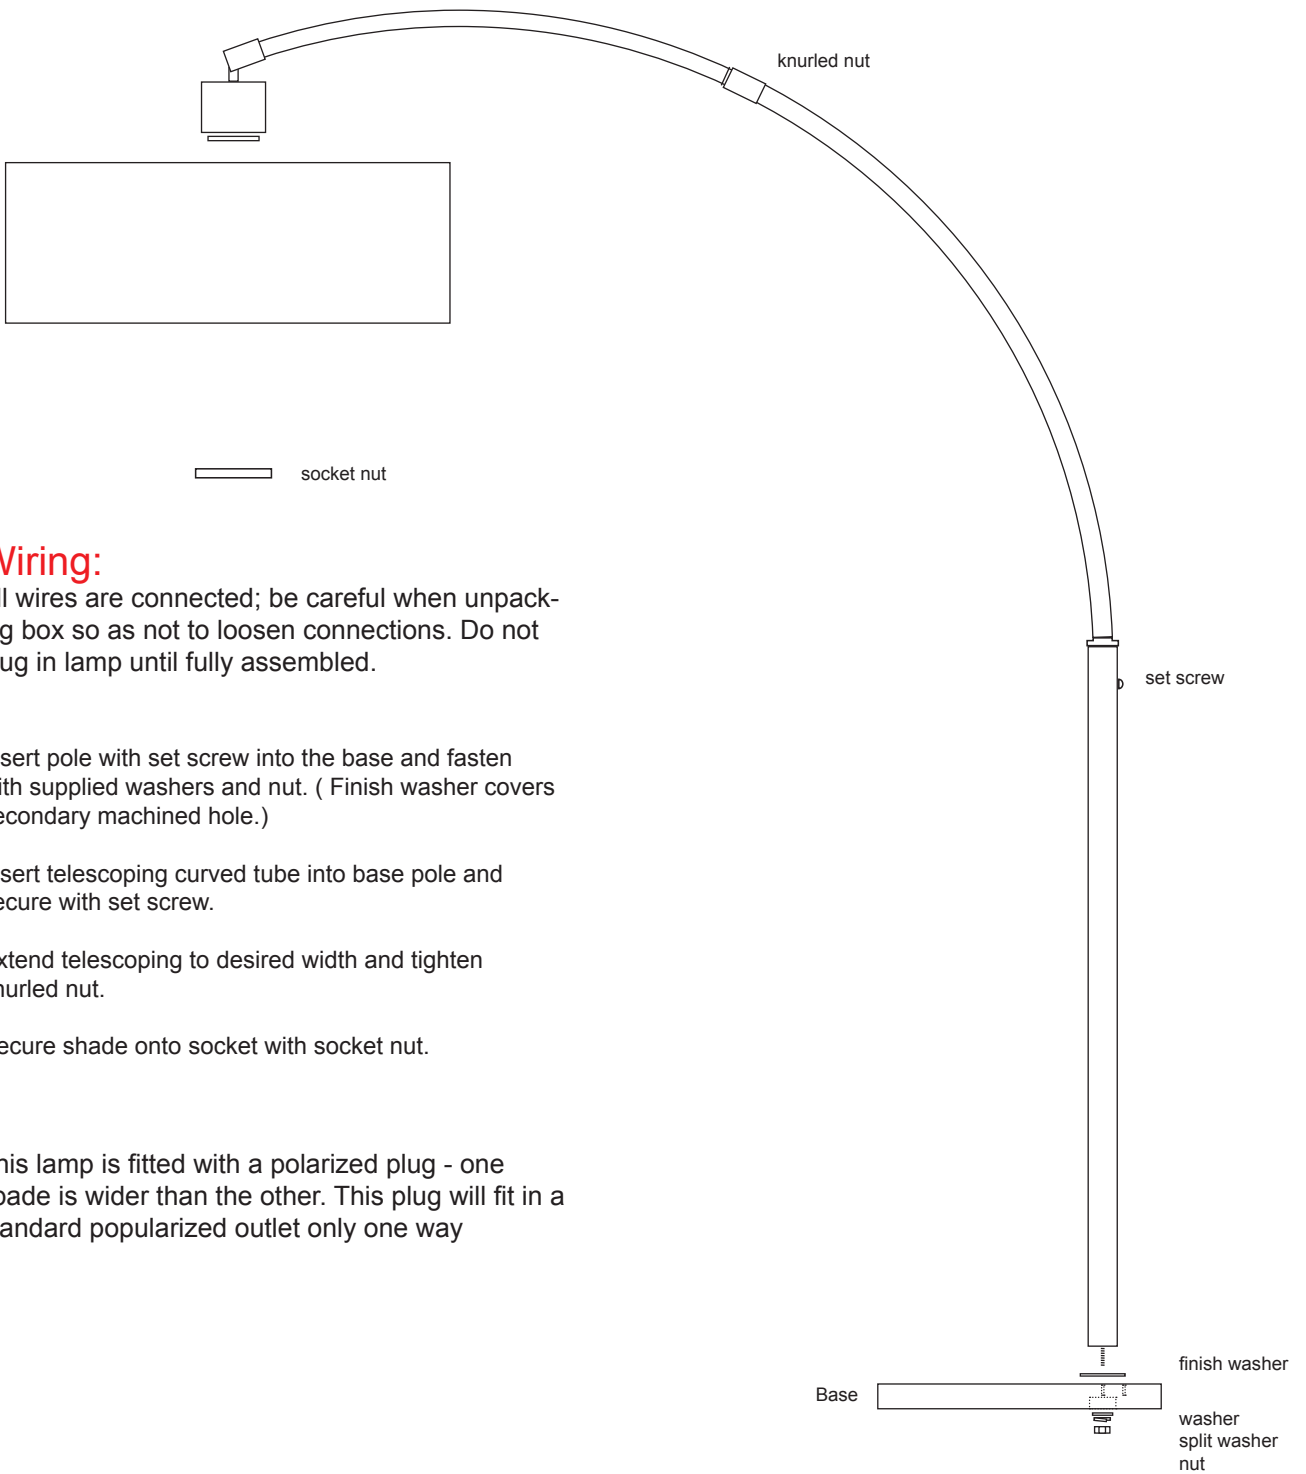 knurled nut
socket nut
Wiring:
ll wires are connected; be careful when unpack-
g box so as not to loosen connections. Do not
ug in lamp until fully assembled.
set screw
sert pole with set screw into the base and fasten
ith supplied washers and nut. ( Finish washer covers
econdary machined hole.)
sert telescoping curved tube into base pole and
ecure with set screw.
xtend telescoping to desired width and tighten
nurled nut.
ecure shade onto socket with socket nut.
his lamp is fitted with a polarized plug - one
pade is wider than the other. This plug will fit in a
andard popularized outlet only one way
finish washer
Base
washer
split washer
nut